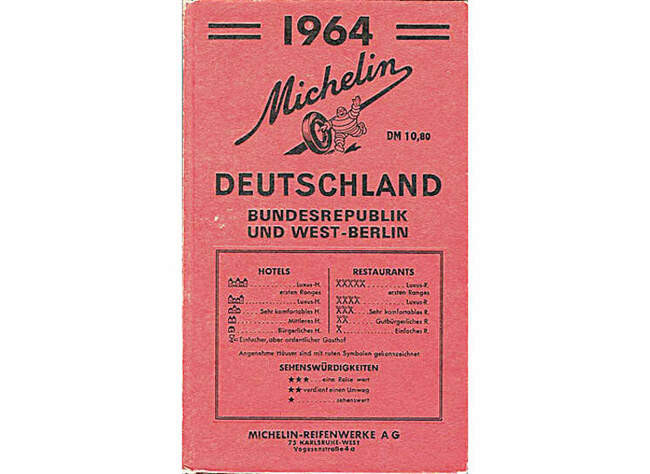 1964
Michelin
DM 10,80
DEUTSCHLAND
BUNDESREPUBLIK
UND WEST-BERLIN
HOTELS
Luxus-H.
ersten Ranges
Luxus-H.
Sehr komfortables H.
Mittleres H.
Bürgerliches H.
Einfacher, aber ordentlicher Gasthof
RESTAURANTS
XXXXX ........ Luxus-R.
ersten Ranges
XXXX ........ Luxus-R.
XXX ...Sehr komfortables R.
XX ....Gutbürgerliches R.
X ........ Einfaches R.
Angenehme Häuser sind mit roten Symbolen gekennzeichnet
SEHENSWÜRDIGKEITEN
★★★ ... eine Reise wert
★★ verdient einen Umweg
★ ......... sehenswert
MICHELIN-REIFENWERKE AG
75 KARLSRUHE-WEST
Vogesenstraße 4a